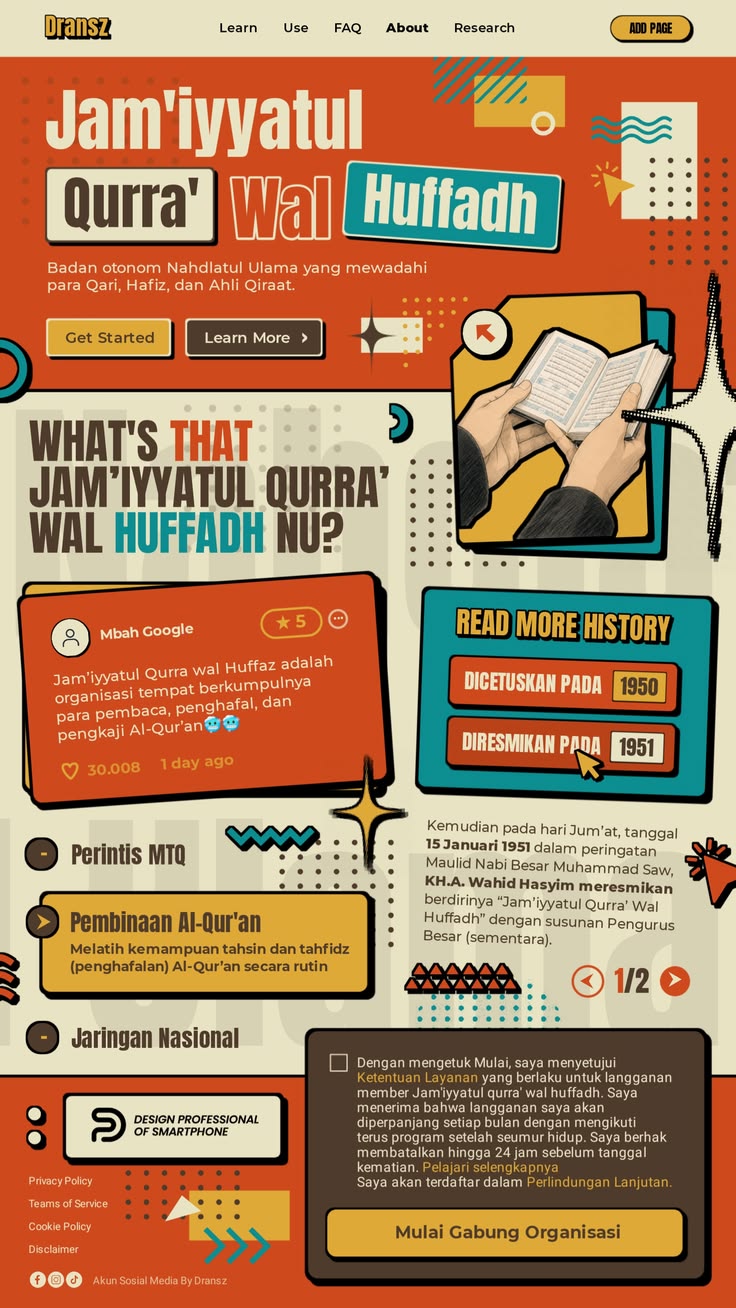 Dransz
Learn Use FAQ About Research
ADD PAGE
Jam'iyyatul
Qurra' Wal Huffadh
Badan otonom Nahdlatul Ulama yang mewadahi
para Qari, Hafiz, dan Ahli Qiraat.
Get Started
Learn More
WHAT'S THAT
JAM'IYYATUL QURRA'
WAL HUFFADH NU?
Mbah Google
★ 5
Jam'iyyatul Qurra wal Huffaz adalah
organisasi tempat berkumpulnya
para pembaca, penghafal, dan
pengkaji Al-Qur'an🥶🥶
30.008 1 day ago
READ MORE HISTORY
DICETUSKAN PADA 1950
DIRESMIKAN PADA 1951
Perintis MTQ
Pembinaan Al-Qur'an
Melatih kemampuan tahsin dan tahfidz
(penghafalan) Al-Qur'an secara rutin
Jaringan Nasional
Kemudian pada hari Jum'at, tanggal
15 Januari 1951 dalam peringatan
Maulid Nabi Besar Muhammad Saw,
KH.A. Wahid Hasyim meresmikan
berdirinya "Jam'iyyatul Qurra' Wal
Huffadh" dengan susunan Pengurus
Besar (sementara).
1/2
Dengan mengetuk Mulai, saya menyetujui
Ketentuan Layanan yang berlaku untuk langganan
member Jam'iyyatul qurra' wal huffadh. Saya
menerima bahwa langganan saya akan
diperpanjang setiap bulan dengan mengikuti
terus program setelah seumur hidup. Saya berhak
membatalkan hingga 24 jam sebelum tanggal
kematian. Pelajari selengkapnya
Saya akan terdaftar dalam Perlindungan Lanjutan.
Mulai Gabung Organisasi
DESIGN PROFESSIONAL
OF SMARTPHONE
Privacy Policy
Teams of Service
Cookie Policy
Disclaimer
Akun Sosial Media By Dransz